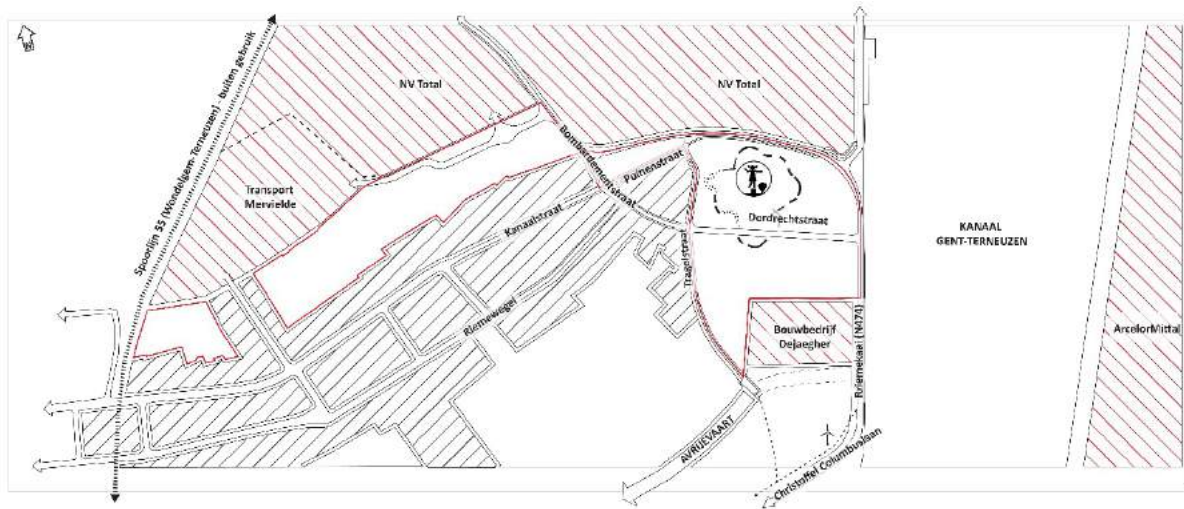 NV Total
NV Total
Spoorlijn 55 (Wondelgem-Terneuzen) - buiten gebruik
Transport
Mervielde
Bombardementstraat
Puinenstraat
Kanaalstraat
Dordrechtstraat
Tragelstraat
Riemewegel
KANAAL
GENT-TERNEUZEN
Bouwbedrijf
Dejaegher
Riemekaai (N474)
ArcelorMittal
AVRIJEVAART
Christoffel Columbuslaan